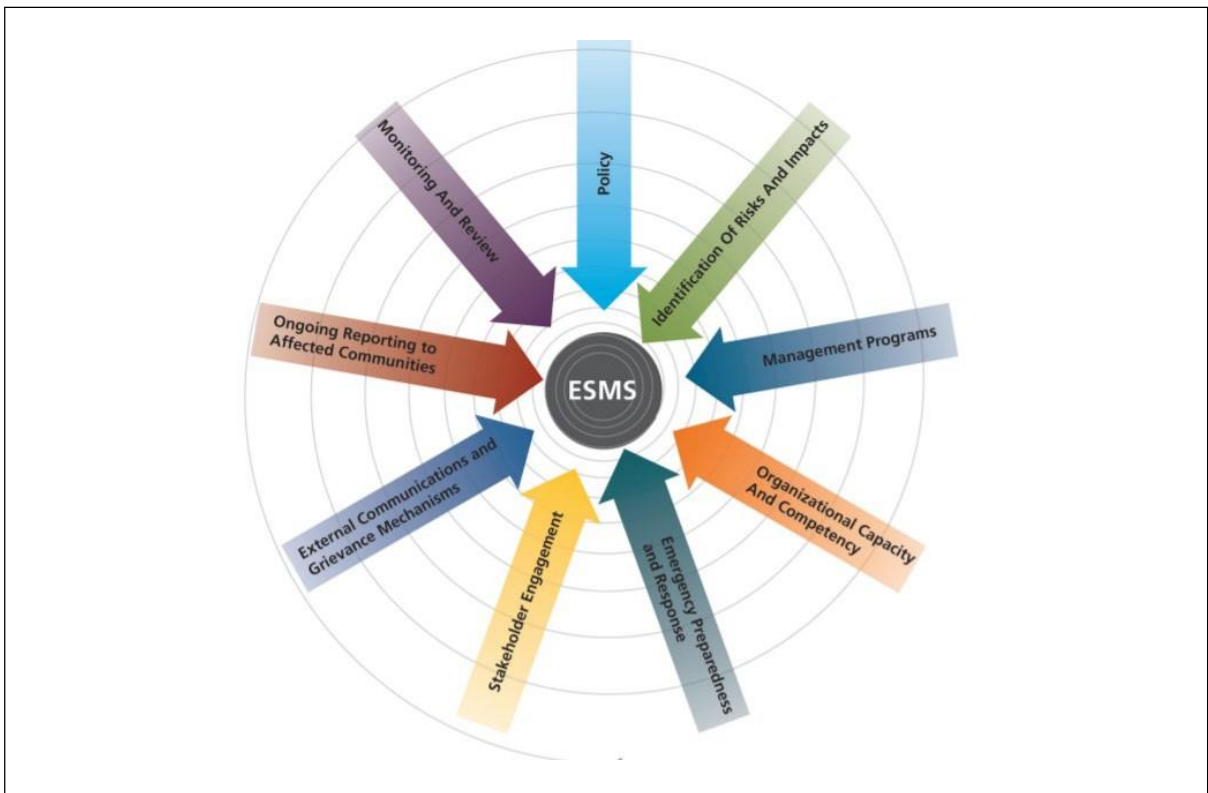 Policy
Identification Of Risks And Impacts
Management Programs
Organizational Capacity
And Competency
Emergency Preparedness
and Response
Stakeholder Engagement
External Communications and
Grievance Mechanisms
Ongoing Reporting to
Affected Communities
Monitoring And Review
ESMS